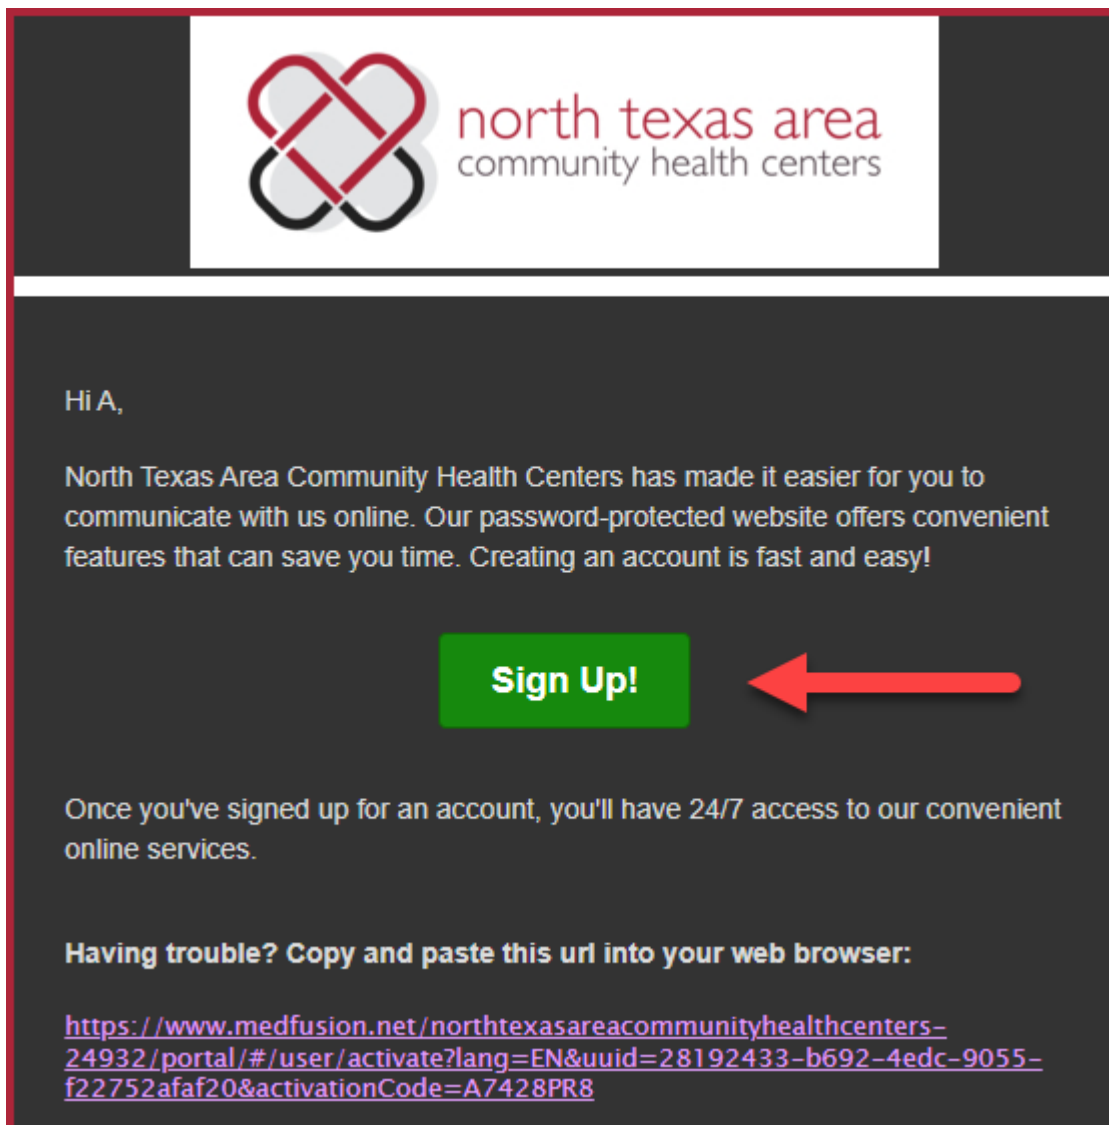 north texas area
community health centers
Hi A,
North Texas Area Community Health Centers has made it easier for you to
communicate with us online. Our password-protected website offers convenient
features that can save you time. Creating an account is fast and easy!
Sign Up!
Once you've signed up for an account, you'll have 24/7 access to our convenient
online services.
Having trouble? Copy and paste this url into your web browser:
https://www.medfusion.net/northtexasareacommunityhealthcenters-
24932/portal/#/user/activate?lang=EN&uuid=28192433-b692-4edc-9055-
f22752afaf20&activationCode=A7428PR8